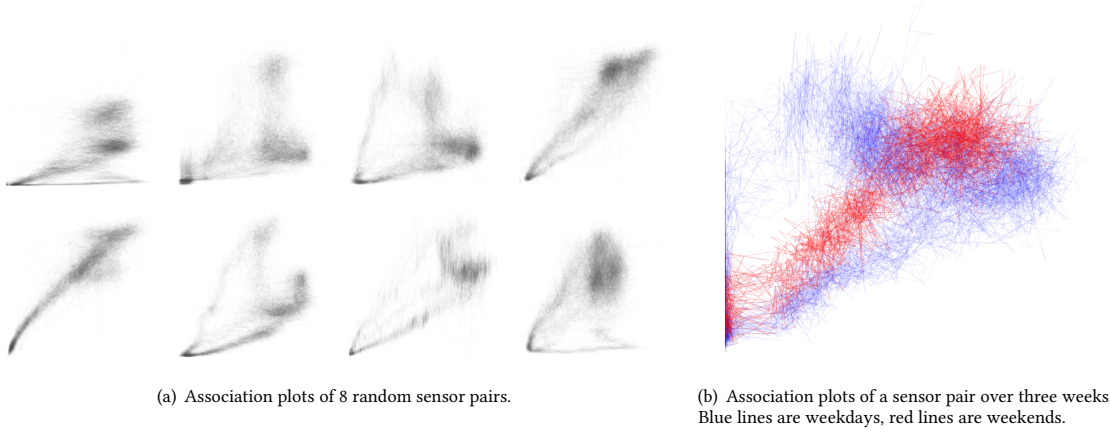 (a) Association plots of 8 random sensor pairs.
(b) Association plots of a sensor pair over three weeks.
Blue lines are weekdays, red lines are weekends.